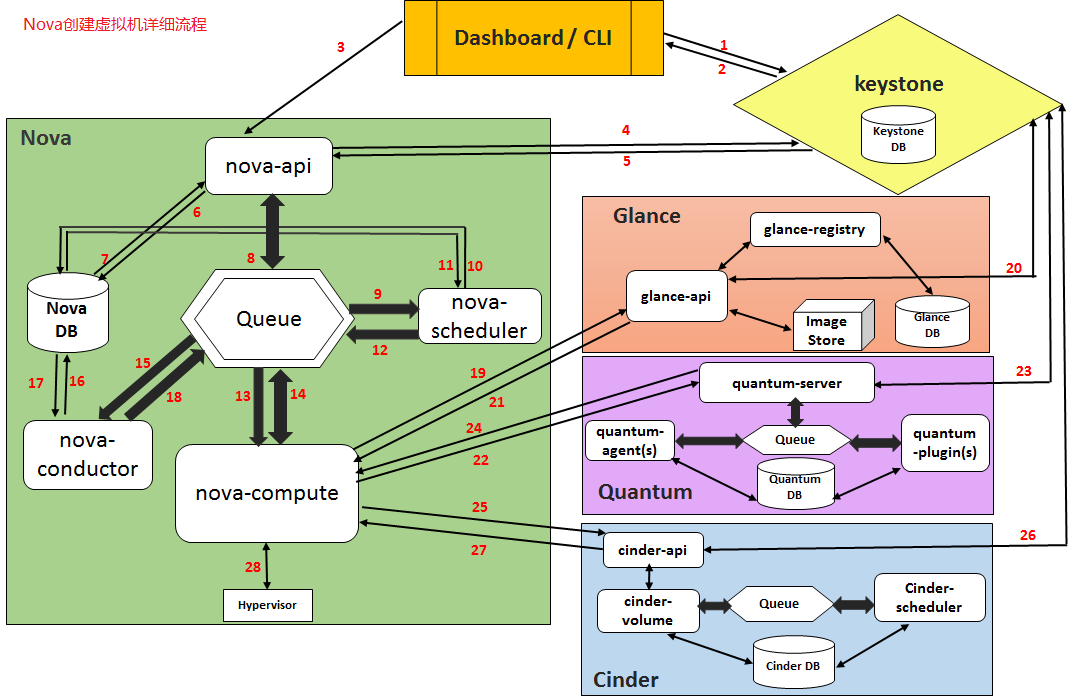 Nova创建虚拟机详细流程
Dashboard / CLI
1
2
3
keystone
Keystone
DB
4
5
Nova
nova-api
6
7
8
11
10
Nova
DB
Queue
9
12
nova-
scheduler
15
18
17
16
13
14
nova-
conductor
nova-compute
28
Hypervisor
19
21
24
22
25
27
Glance
glance-registry
glance-api
Image
Store
Glance
DB
20
quantum-server
23
quantum-
agent(s)
Queue
quantum
-plugin(s)
Quantum
DB
Quantum
cinder-api
26
cinder-
volume
Queue
Cinder-
scheduler
Cinder DB
Cinder